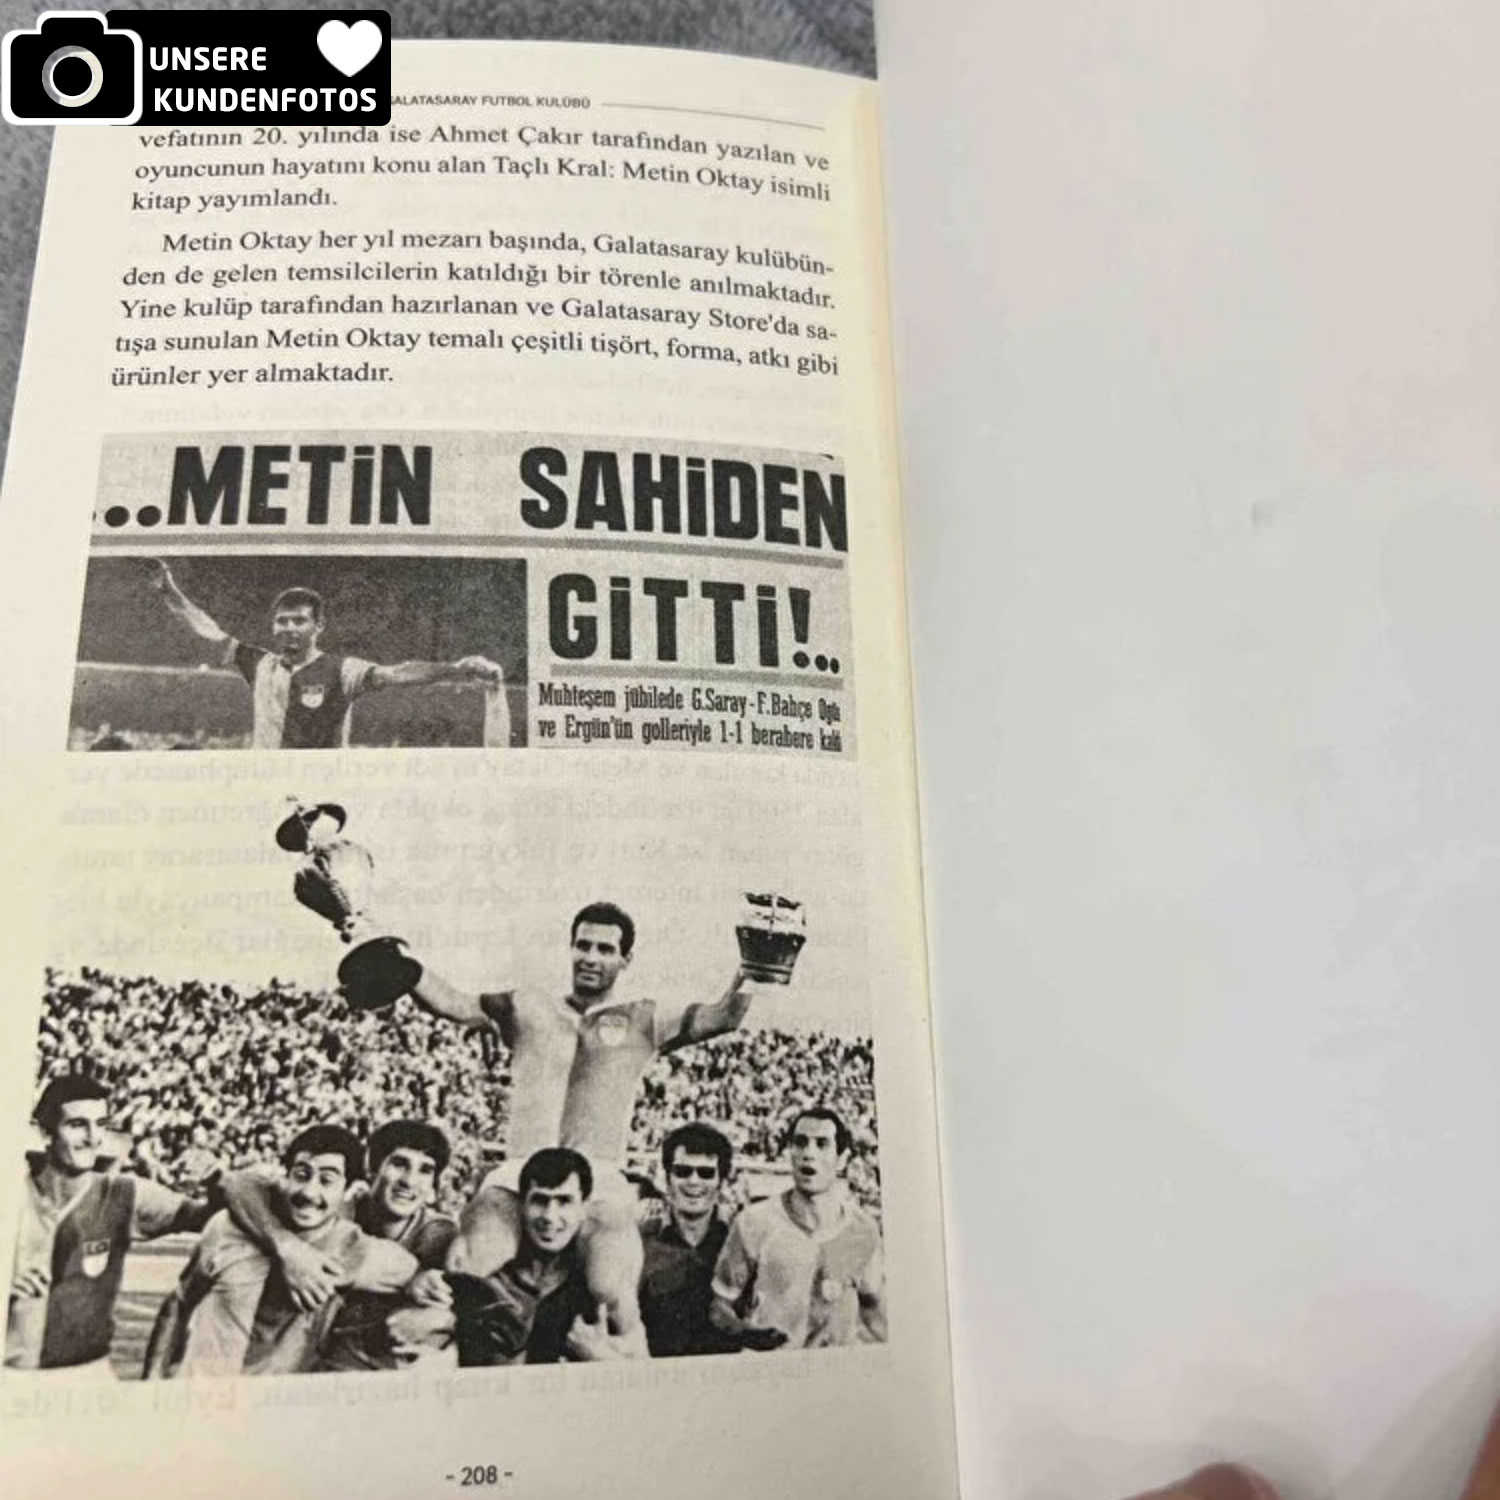 UNSERE
KUNDENFOTOS
GALATASARAY FUTBOL KULÜBÜ
vefatının 20. yılında ise Ahmet Çakır tarafından yazılan ve
oyuncunun hayatını konu alan Taçlı Kral: Metin Oktay isimli
kitap yayımlandı.
Metin Oktay her yıl mezarı başında, Galatasaray kulübün-
den de gelen temsilcilerin katıldığı bir törenle anılmaktadır.
Yine kulüp tarafından hazırlanan ve Galatasaray Store'da sa-
tışa sunulan Metin Oktay temalı çeşitli tişört, forma, atkı gibi
ürünler yer almaktadır.
..METİN SAHİDEN
GİTTİ!..
Muhteşem jübilede G.Saray-F.Bahçe
ve Ergün'ün golleriyle 1-1 berabere kaldı
- 208 -